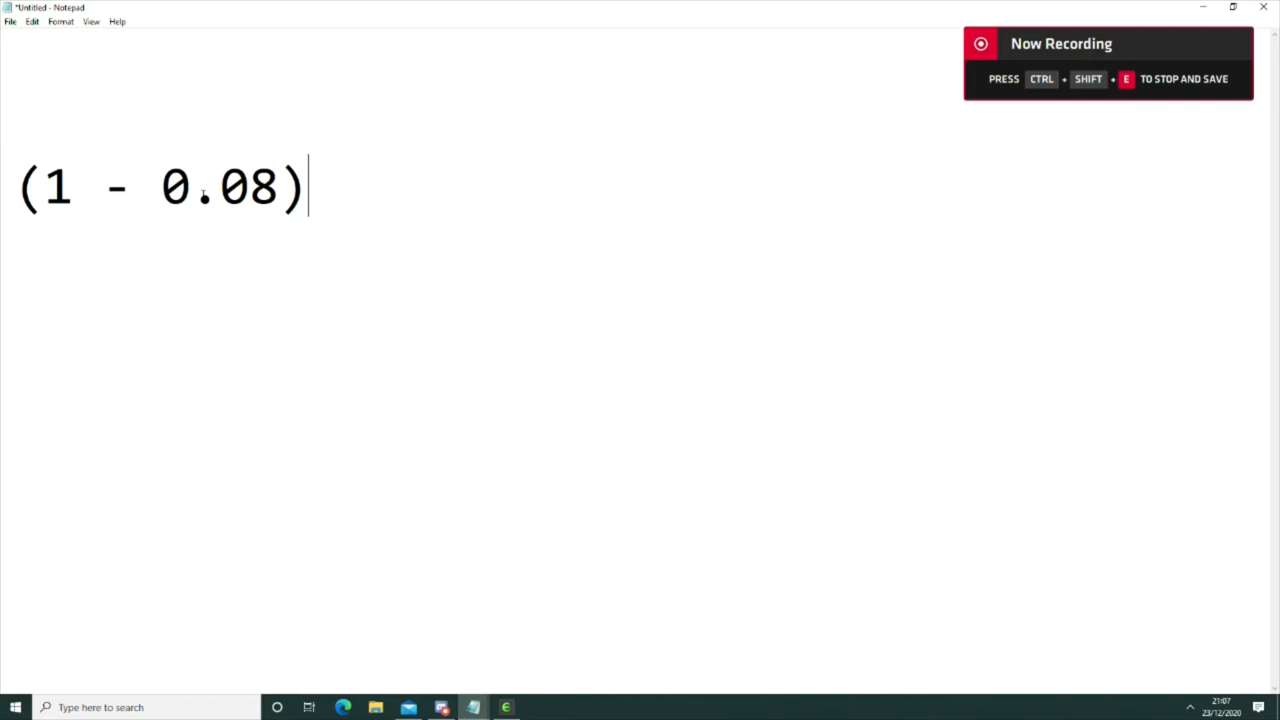 *Untitled - Notepad
File Edit Format View Help
Now Recording
PRESS CTRL + SHIFT + E TO STOP AND SAVE
(1 - 0.08)
Type here to search
21:07
23/12/2020